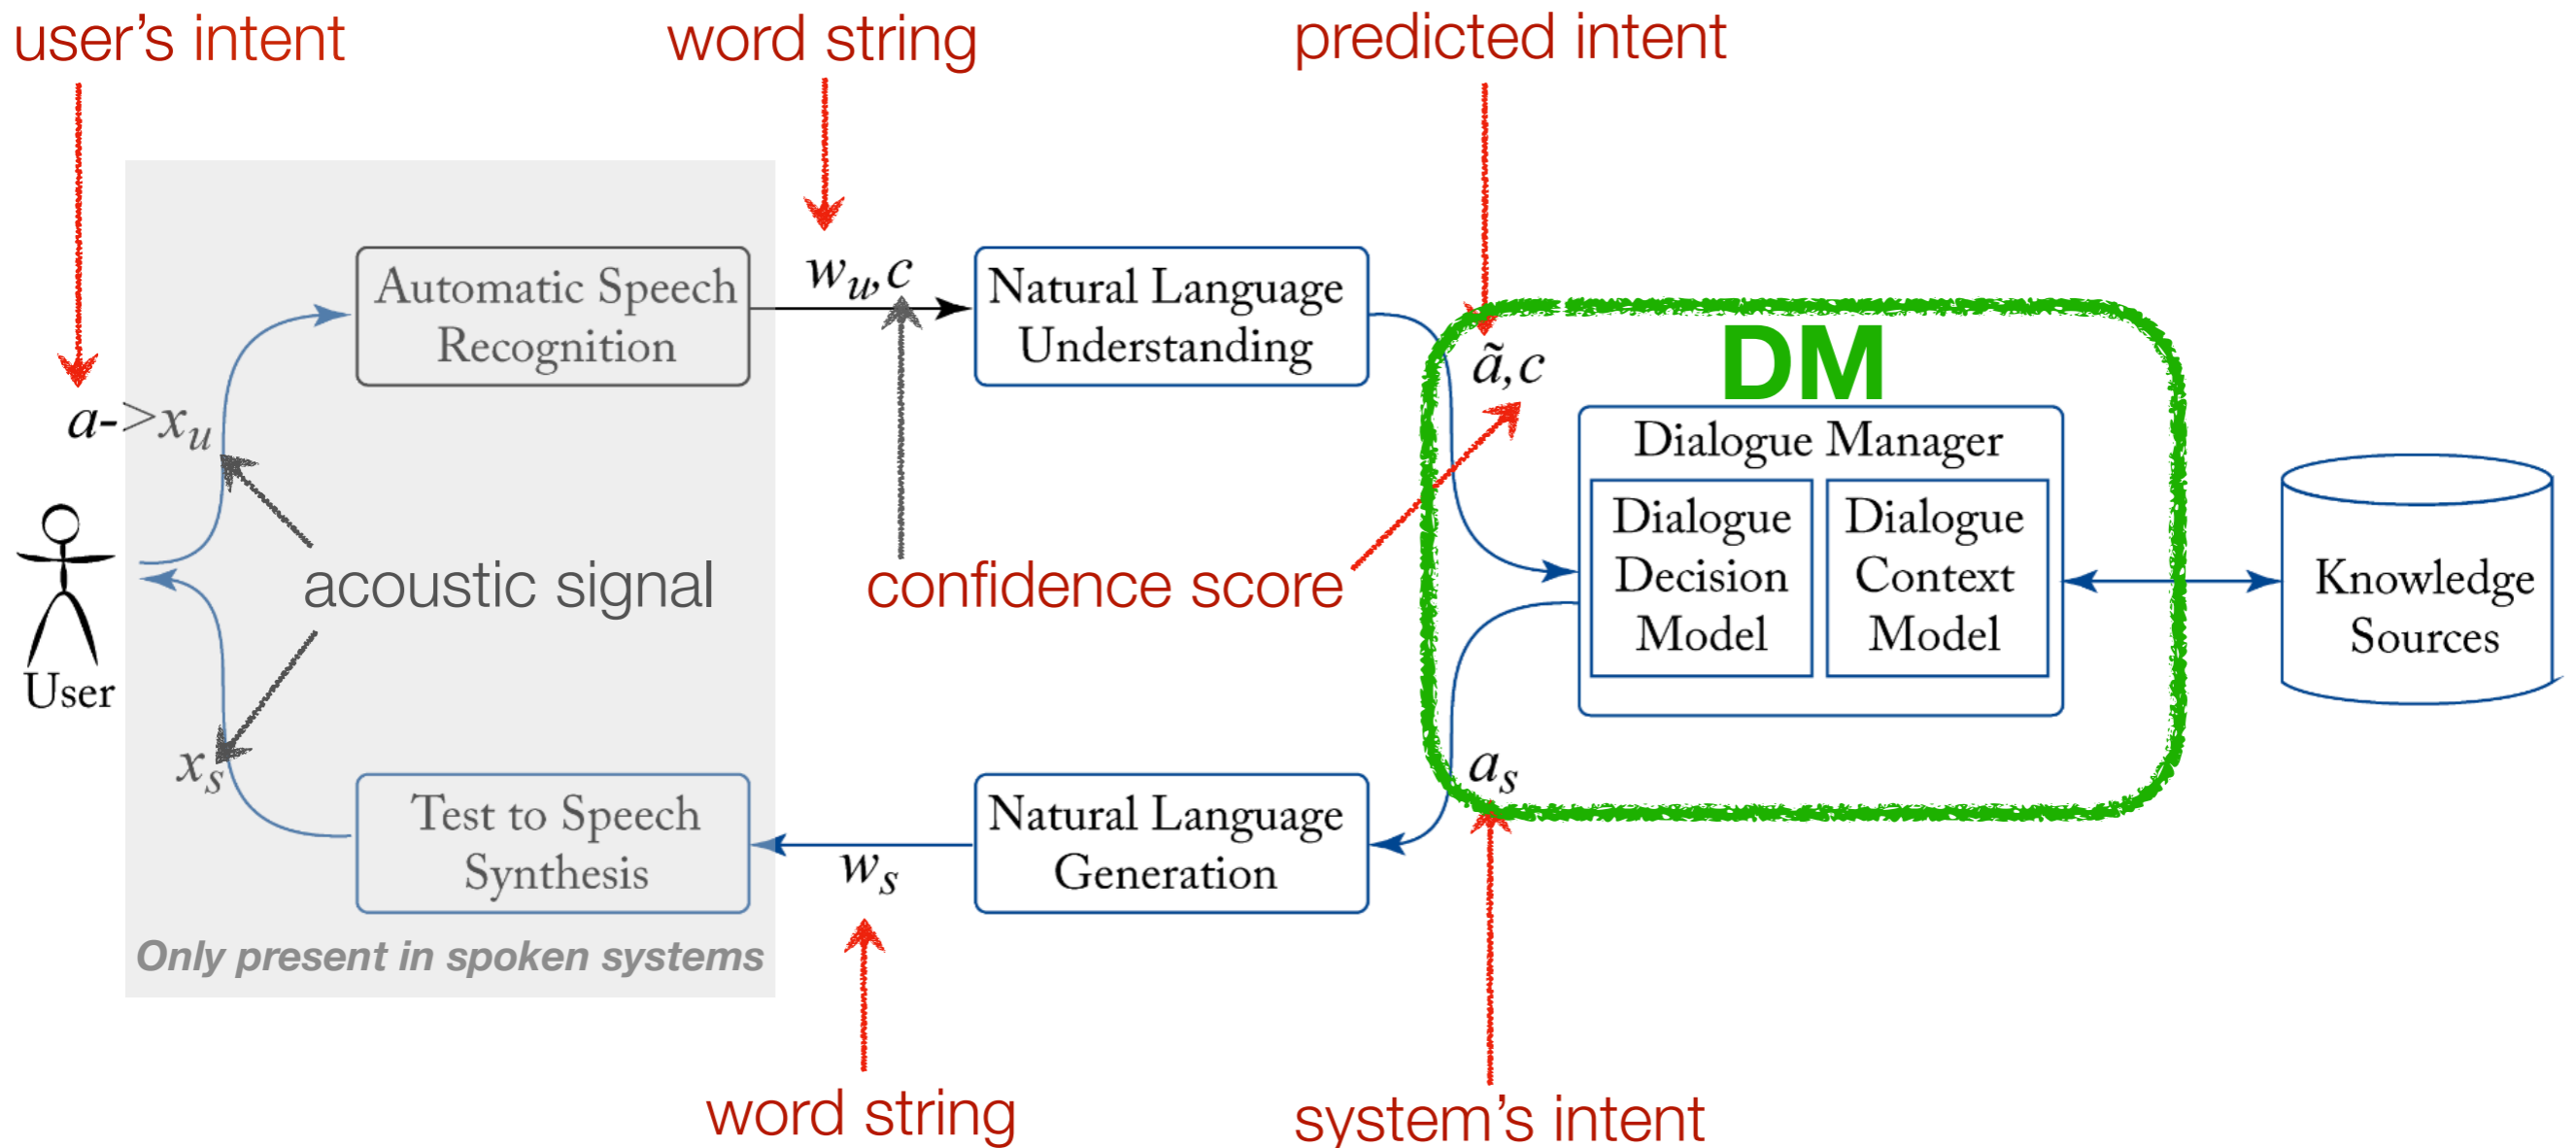 user's intent
word string
predicted intent
Automatic Speech
Recognition
w_u, c
Natural Language
Understanding
DM
ã, c
a->x_u
Dialogue Manager
Dialogue
Decision
Model
Dialogue
Context
Model
acoustic signal
confidence score
Knowledge
Sources
User
x_s
a_s
Test to Speech
Synthesis
w_s
Natural Language
Generation
Only present in spoken systems
word string
system's intent